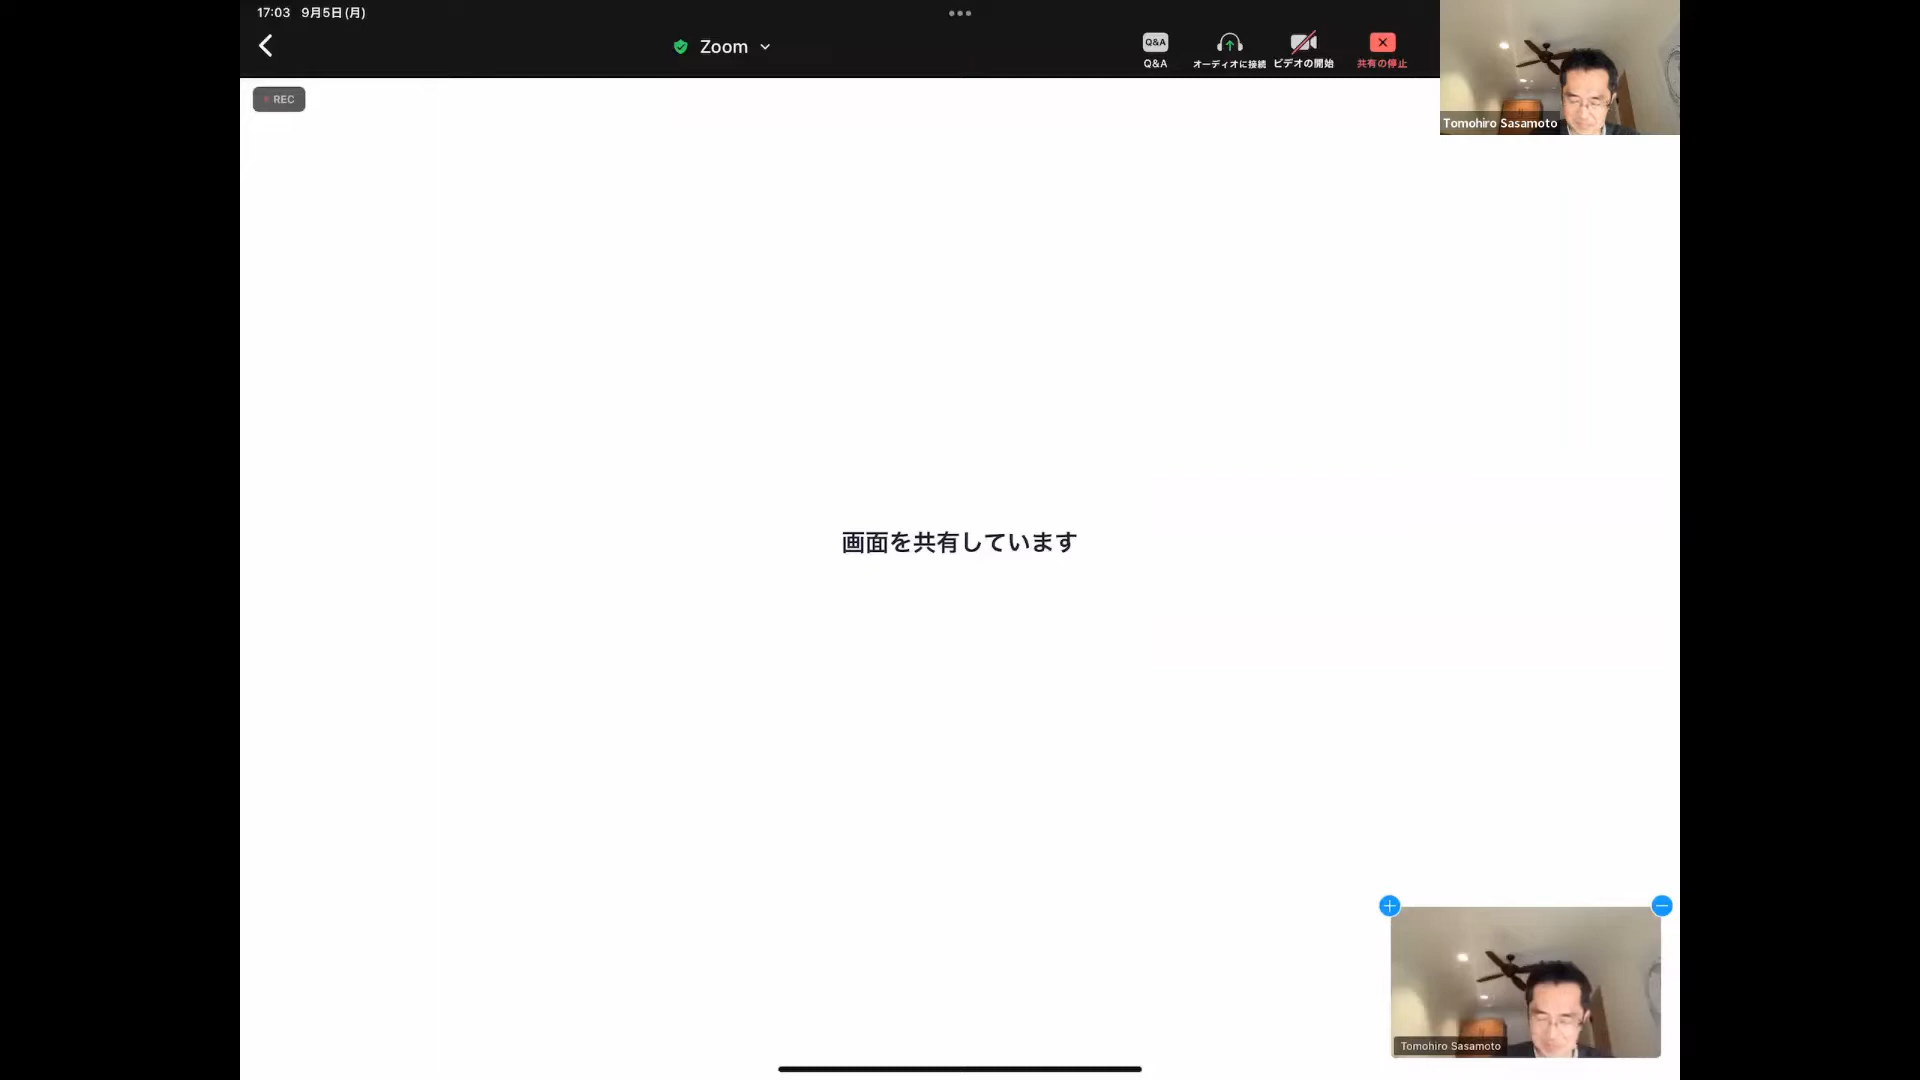 17:03 9月5日(月)
Zoom
Q&A
Q&A
オーディオに接続
ビデオの開始
共有の停止
Tomohiro Sasamoto
REC
画面を共有しています
Tomohiro Sasamoto